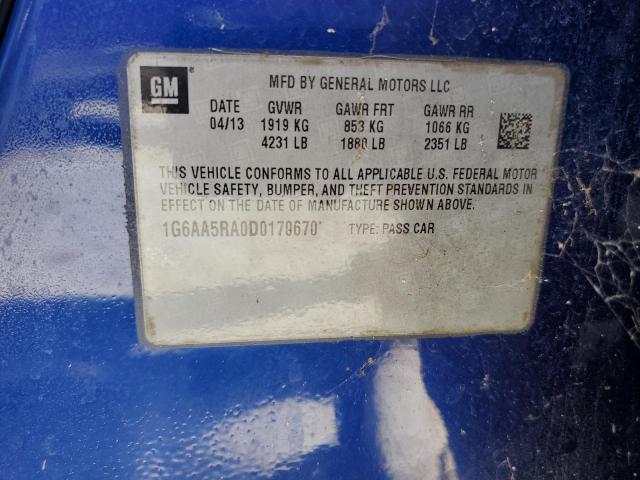 GM ®
MFD BY GENERAL MOTORS LLC
DATE GVWR GAWR FRT GAWR RR
04/13 1919 KG 853 KG 1066 KG
4231 LB 1880 LB 2351 LB
THIS VEHICLE CONFORMS TO ALL APPLICABLE U.S. FEDERAL MOTOR
VEHICLE SAFETY, BUMPER, AND THEFT PREVENTION STANDARDS IN
EFFECT ON THE DATE OF MANUFACTURE SHOWN ABOVE.
1G6AA5RA0D0179670* TYPE: PASS CAR